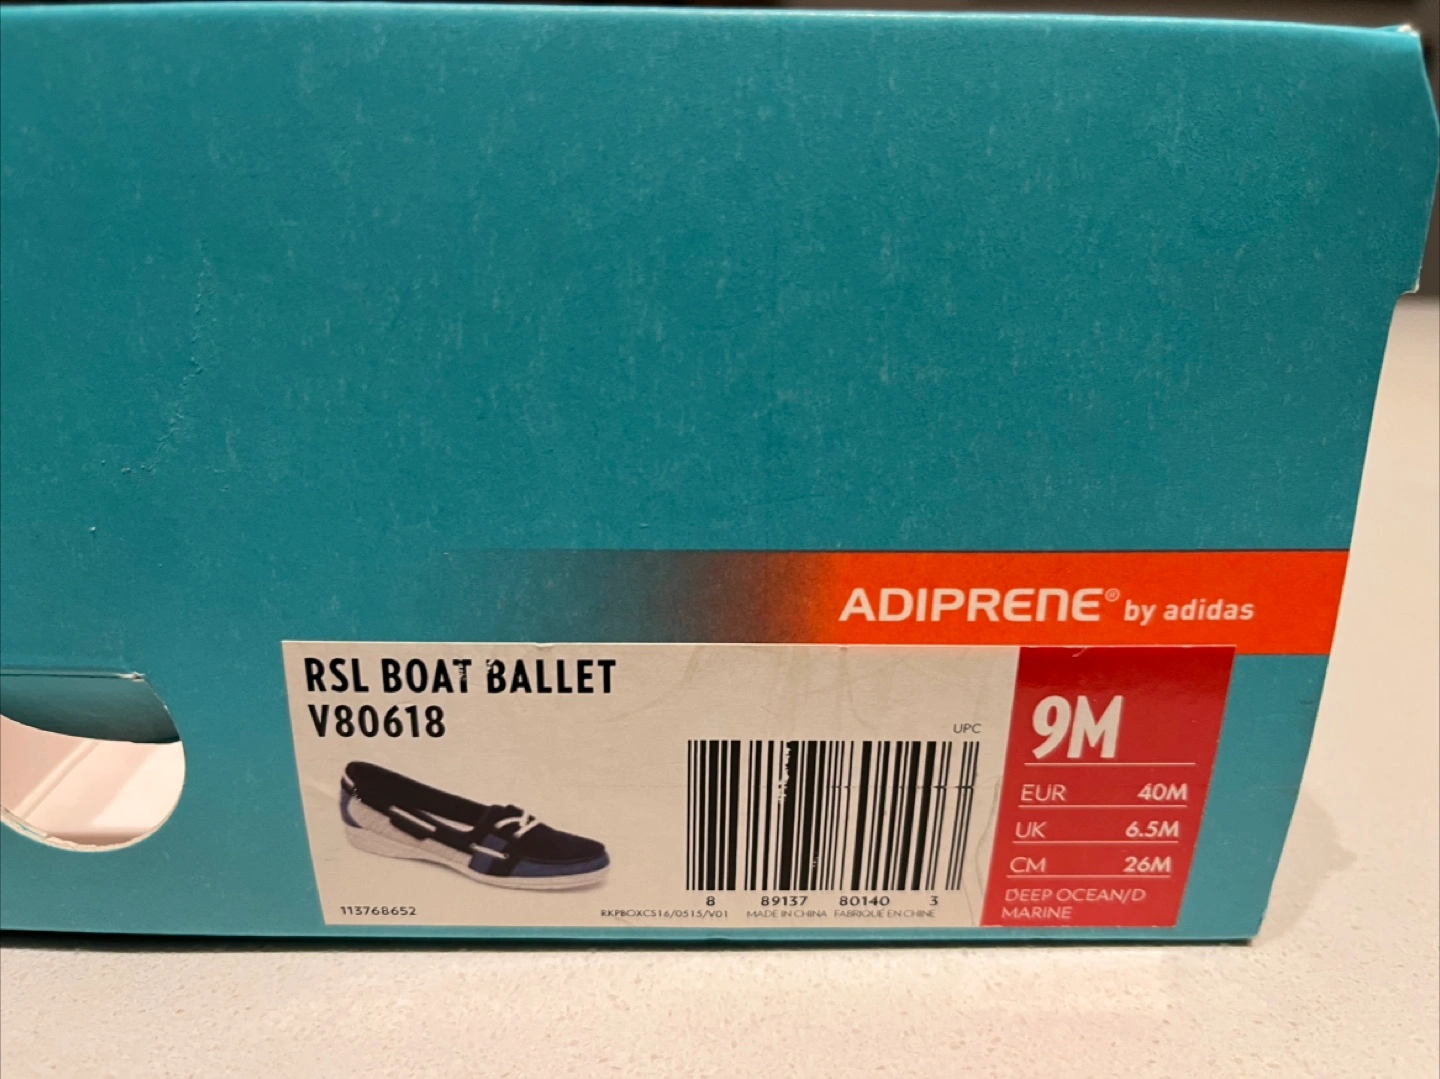 ADIPRENE® by adidas
RSL BOAT BALLET
V80618
UPC
9M
EUR 40M
UK 6.5M
CM 26M
DEEP OCEAN/D
MARINE
8 89137 80140 3
113768652
RKPBOXCS16/0515/V01 MADE IN CHINA FABRIQUE EN CHINE